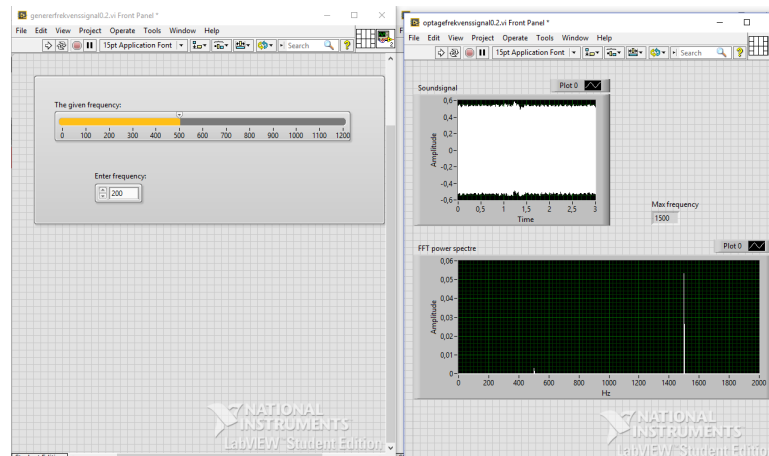 genererfrekvenssignal0.2.vi Front Panel *
File Edit View Project Operate Tools Window Help
15pt Application Font Search
2
The given frequency:
0 100 200 300 400 500 600 700 800 900 1000 1100 1200
Enter frequency:
200
NATIONAL
INSTRUMENTS
LabVIEW Student Edition
optagefrekvenssignal0.2.vi Front Panel *
File Edit View Project Operate Tools Window Help
15pt Application Font Search
Soundsignal
Plot 0
0,6
0,4
0,2
0
-0,2
-0,4
-0,6
Amplitude
0 0,5 1 1,5 2 2,5 3
Time
Max frequency
1500
FFT power spectre
Plot 0
0,06
0,05
0,04
0,03
0,02
0,01
0
Amplitude
0 200 400 600 800 1000 1200 1400 1600 1800 2000
Hz
NATIONAL
INSTRUMENTS
LabVIEW Student Edition